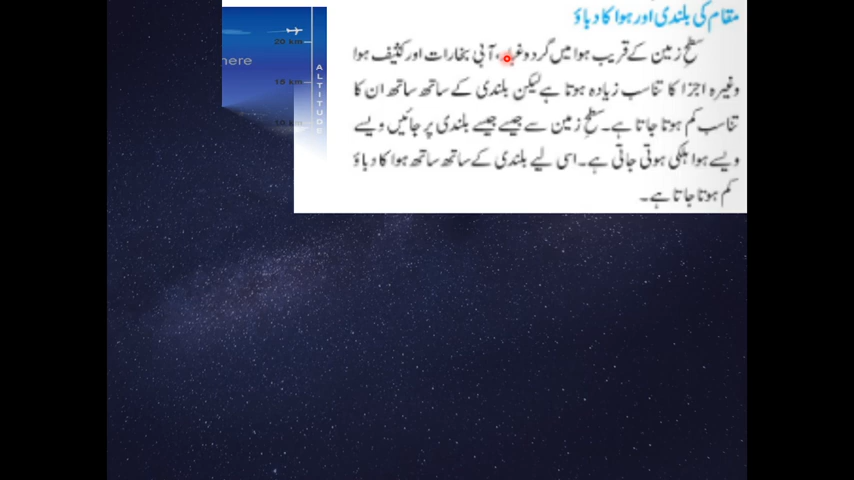 مقام کی بلندی اور ہوا کا دباؤ
سطحِ زمین کے قریب ہوا میں گرد و غبار، آبی بخارات اور کثیف ہوا
وغیرہ اجزا کا تناسب زیادہ ہوتا ہے لیکن بلندی کے ساتھ ساتھ ان کا
تناسب کم ہوتا جاتا ہے۔ سطحِ زمین سے جیسے جیسے بلندی پر جائیں ویسے
ویسے ہوا ہلکی ہوتی جاتی ہے۔ اسی لیے بلندی کے ساتھ ساتھ ہوا کا دباؤ
کم ہوتا جاتا ہے۔
20 km
here
15 km
10 km
ALTITUDE